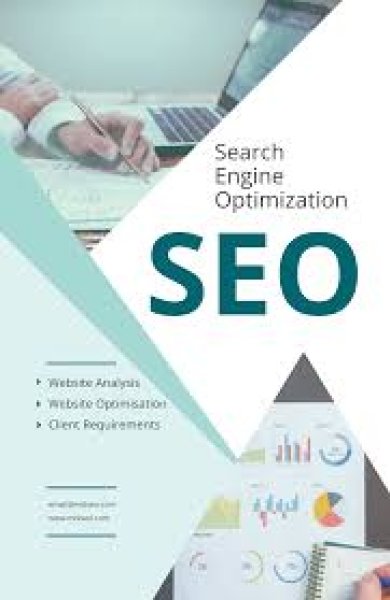 Search
Engine
Optimization
SEO
Website Analysis
Website Optimisation
Client Requirements